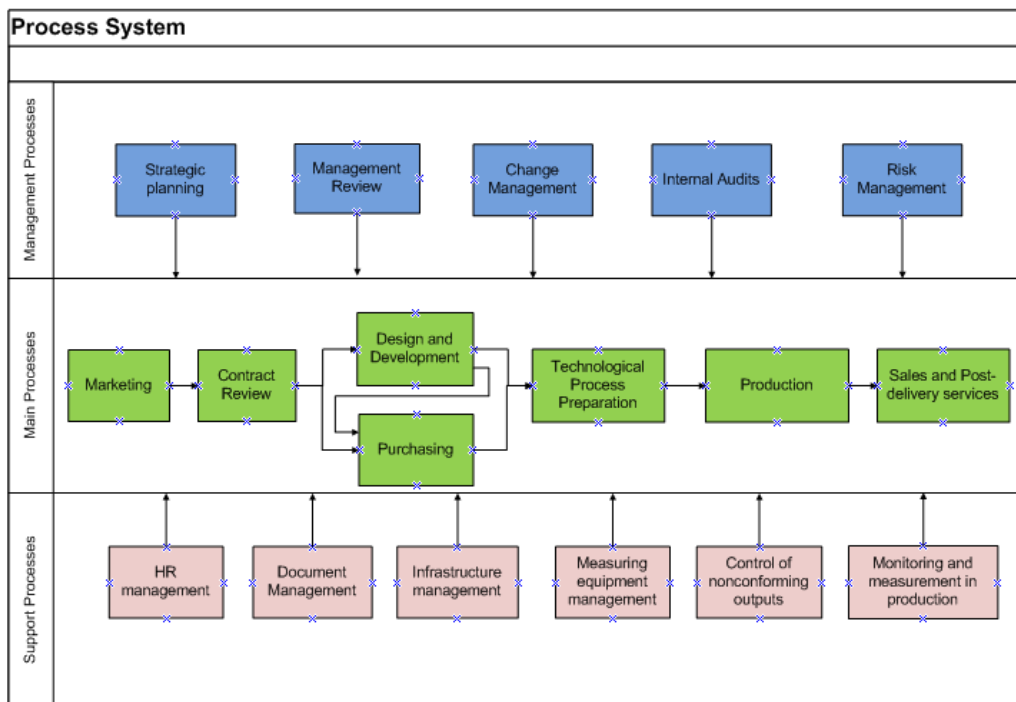 Process System
Management Processes
Strategic
planning
Management
Review
Change
Management
Internal Audits
Risk
Management
Main Processes
Marketing
Contract
Review
Design and
Development
Purchasing
Technological
Process
Preparation
Production
Sales and Post-
delivery services
Support Processes
HR
management
Document
Management
Infrastructure
management
Measuring
equipment
management
Control of
nonconforming
outputs
Monitoring and
measurement in
production